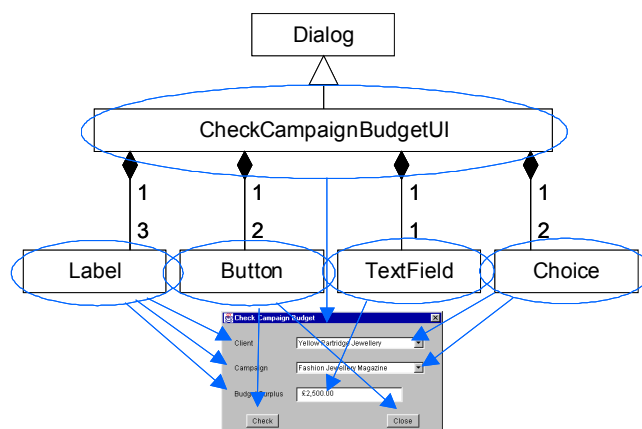 Dialog
CheckCampaignBudgetUI
1 1 1 1
3 2 1 2
Label Button TextField Choice
Check Campaign Budget
Client Yellow Partridge Jewellery
Campaign Fashion Jewellery Magazine
Budget Surplus £2,500.00
Check Close